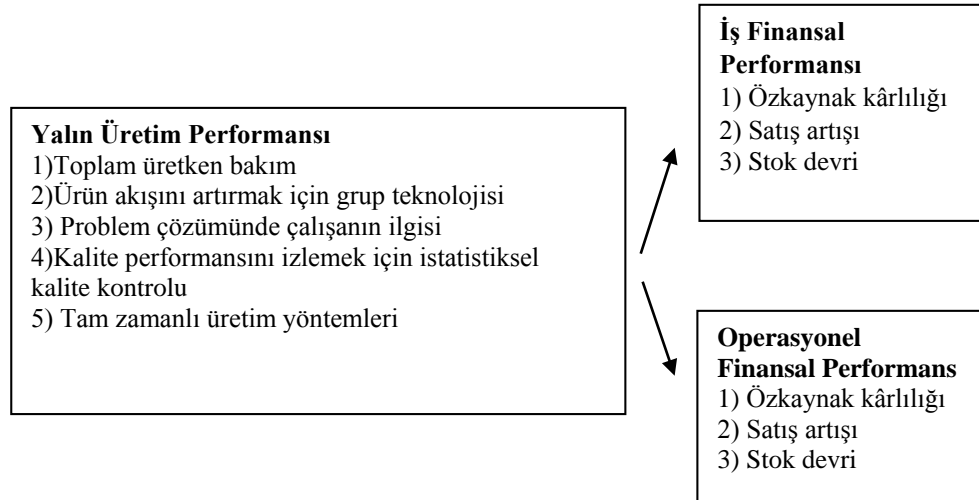 Yalın Üretim Performansı
1)Toplam üretken bakım
2)Ürün akışını artırmak için grup teknolojisi
3) Problem çözümünde çalışanın ilgisi
4)Kalite performansını izlemek için istatistiksel
kalite kontrolu
5) Tam zamanlı üretim yöntemleri
İş Finansal
Performansı
1) Özkaynak kârlılığı
2) Satış artışı
3) Stok devri
Operasyonel
Finansal Performans
1) Özkaynak kârlılığı
2) Satış artışı
3) Stok devri